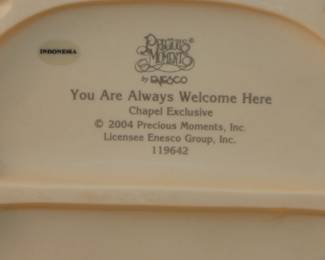 INDONESIA
Precious Moments®
by ENESCO
You Are Always Welcome Here
Chapel Exclusive
© 2004 Precious Moments, Inc.
Licensee Enesco Group, Inc.
119642